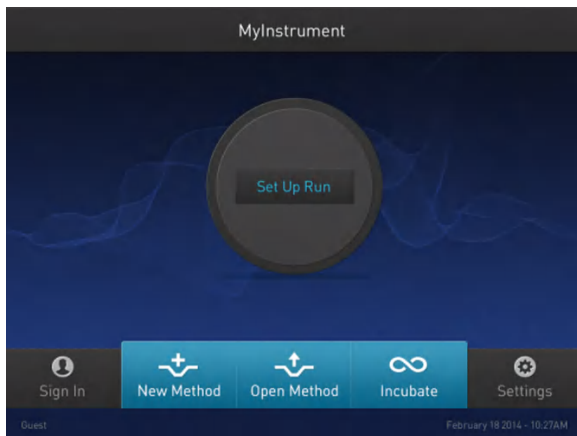 MyInstrument
Set Up Run
Sign In
New Method
Open Method
Incubate
Settings
Guest
February 18 2014 - 10:27AM